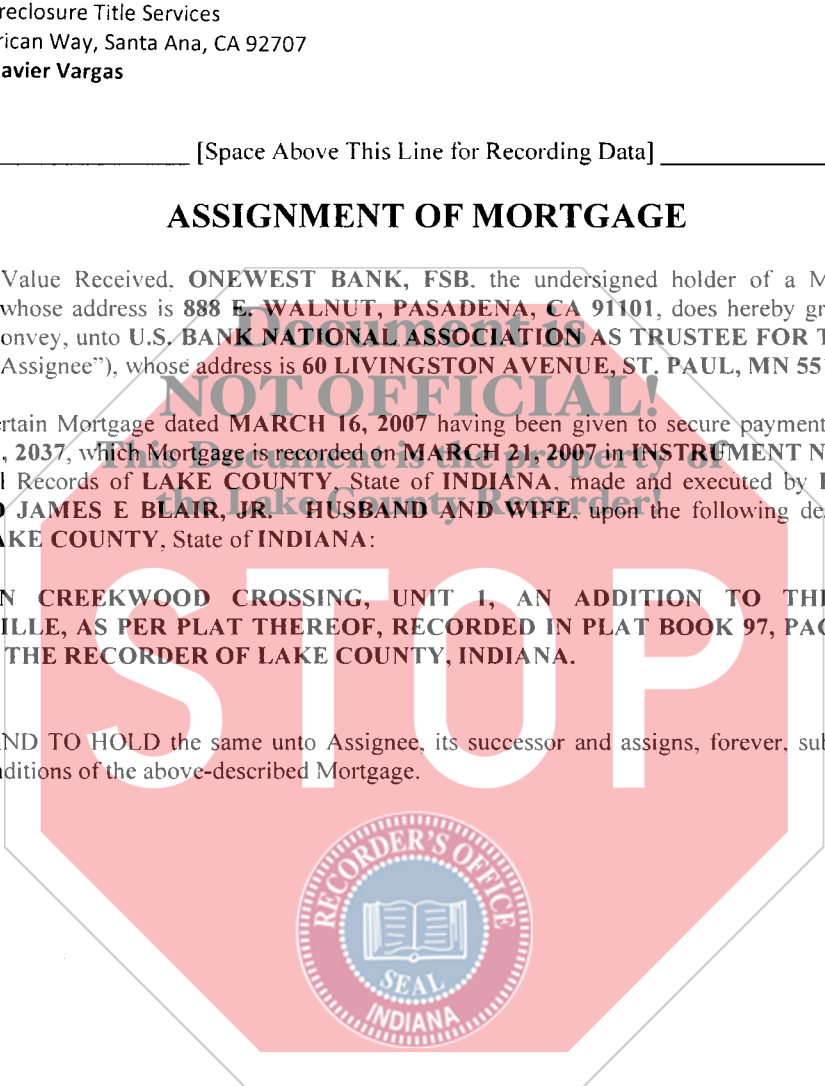 reclosure Title Services
rican Way, Santa Ana, CA 92707
avier Vargas
[Space Above This Line for Recording Data]
ASSIGNMENT OF MORTGAGE
Value Received, ONEWEST BANK, FSB, the undersigned holder of a M
whose address is 888 E. WALNUT, PASADENA, CA 91101, does hereby gr
onvey, unto U.S. BANK NATIONAL ASSOCIATION AS TRUSTEE FOR T
Assignee”), whose address is 60 LIVINGSTON AVENUE, ST. PAUL, MN 551
Document is
NOT OFFICIAL!
This Document is the property of
the Lake County Recorder!
rtain Mortgage dated MARCH 16, 2007 having been given to secure payment
, 2037, which Mortgage is recorded on MARCH 21, 2007 in INSTRUMENT N
l Records of LAKE COUNTY, State of INDIANA, made and executed by
JAMES E BLAIR, JR. HUSBAND AND WIFE, upon the following de
AKE COUNTY, State of INDIANA:
N CREEKWOOD CROSSING, UNIT 1, AN ADDITION TO THE
ILLE, AS PER PLAT THEREOF, RECORDED IN PLAT BOOK 97, PAG
THE RECORDER OF LAKE COUNTY, INDIANA.
STOP
ND TO HOLD the same unto Assignee, its successor and assigns, forever, sub
ditions of the above-described Mortgage.
RECORDER'S OFFICE
SEAL
INDIANA